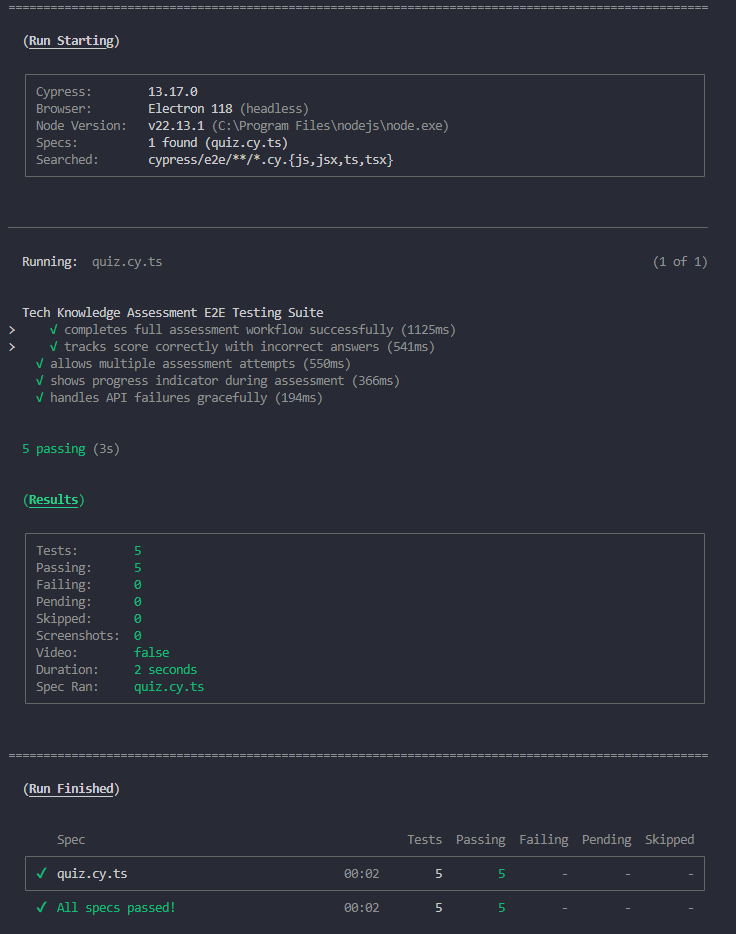 ====================================================================================================
(Run Starting)
Cypress: 13.17.0
Browser: Electron 118 (headless)
Node Version: v22.13.1 (C:\Program Files\nodejs\node.exe)
Specs: 1 found (quiz.cy.ts)
Searched: cypress/e2e/**/*.cy.{js,jsx,ts,tsx}
Running: quiz.cy.ts (1 of 1)
Tech Knowledge Assessment E2E Testing Suite
> √ completes full assessment workflow successfully (1125ms)
> √ tracks score correctly with incorrect answers (541ms)
√ allows multiple assessment attempts (550ms)
√ shows progress indicator during assessment (366ms)
√ handles API failures gracefully (194ms)
5 passing (3s)
(Results)
Tests: 5
Passing: 5
Failing: 0
Pending: 0
Skipped: 0
Screenshots: 0
Video: false
Duration: 2 seconds
Spec Ran: quiz.cy.ts
====================================================================================================
(Run Finished)
Spec Tests Passing Failing Pending Skipped
✔ quiz.cy.ts 00:02 5 5 - - -
✔ All specs passed! 00:02 5 5 - - -